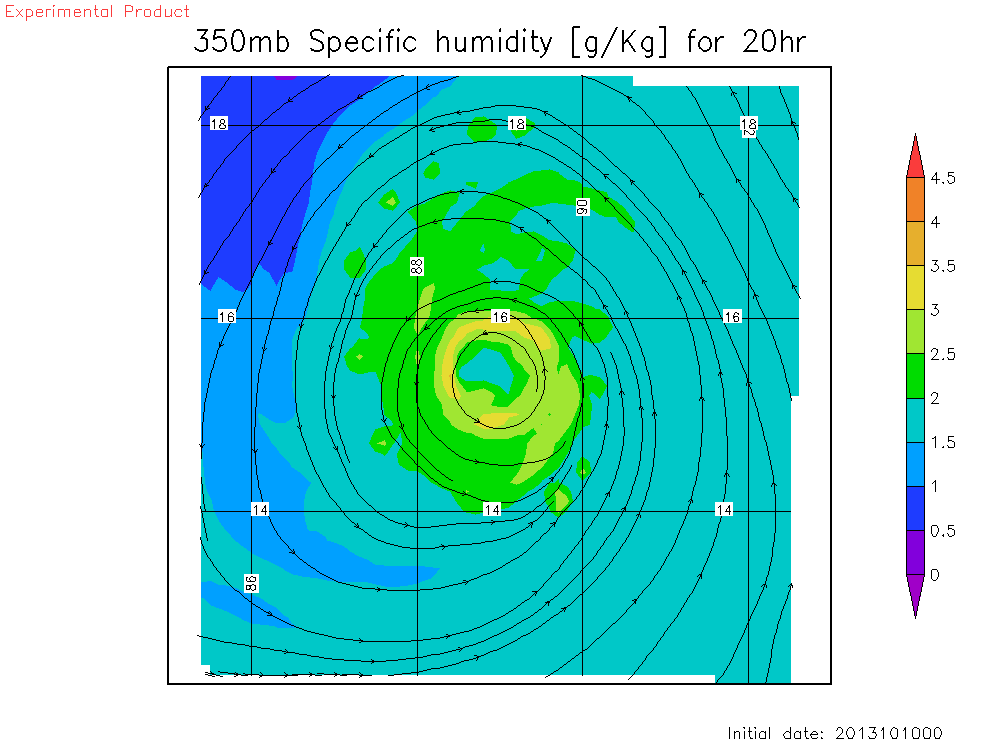 Experimental Product
350mb Specific humidity [g/Kg] for 20hr
18 18 18
92
90
88
16 16 16
14 14 14
86
4.5
4
3.5
3
2.5
2
1.5
1
0.5
0
Initial date: 2013101000